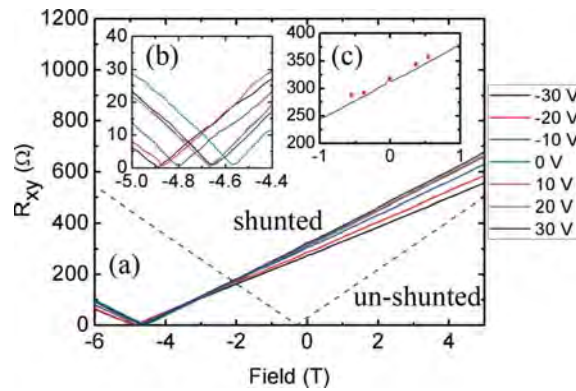 1200
1000
800
600
400
200
0
R_xy (Ω)
-6
-4
-2
0
2
4
Field (T)
(a)
shunted
un-shunted
(b)
40
30
20
10
0
-5.0
-4.8
-4.6
-4.4
(c)
400
350
300
250
200
-1
0
1
-30 V
-20 V
-10 V
0 V
10 V
20 V
30 V